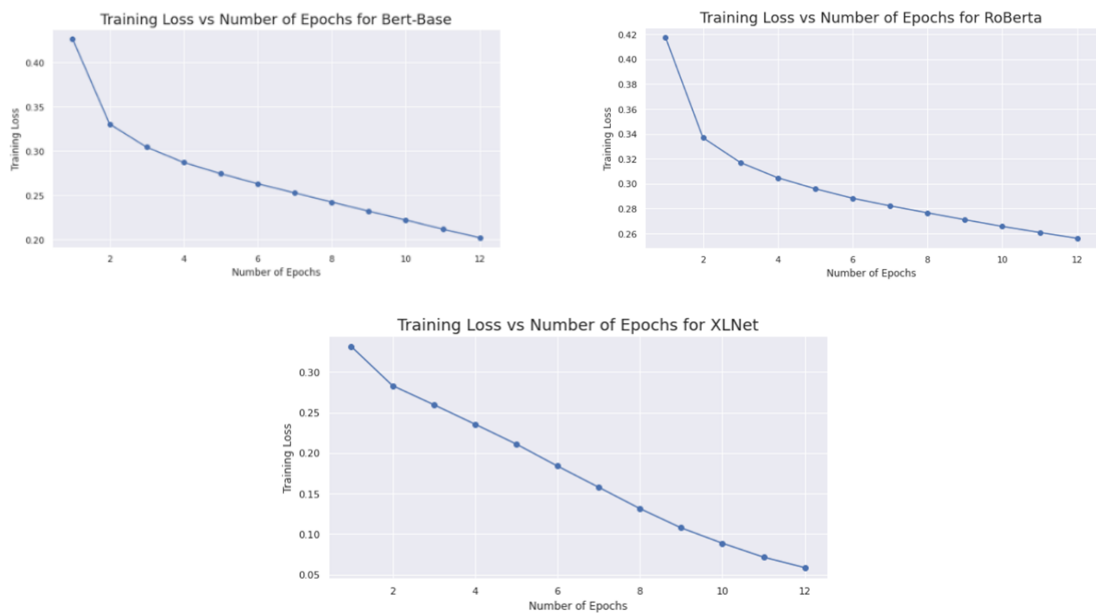 Training Loss vs Number of Epochs for Bert-Base
Training Loss
0.40
0.35
0.30
0.25
0.20
2 4 6 8 10 12
Number of Epochs
Training Loss vs Number of Epochs for RoBerta
Training Loss
0.42
0.40
0.38
0.36
0.34
0.32
0.30
0.28
0.26
2 4 6 8 10 12
Number of Epochs
Training Loss vs Number of Epochs for XLNet
Training Loss
0.30
0.25
0.20
0.15
0.10
0.05
2 4 6 8 10 12
Number of Epochs